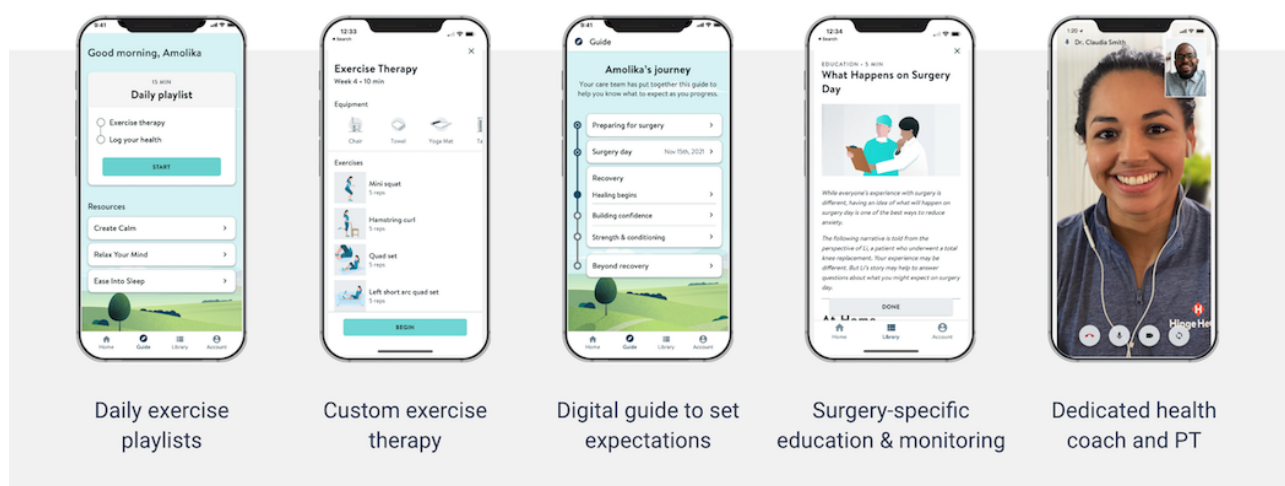 9:41
Good morning, Amolika
15 MIN
Daily playlist
Exercise therapy
Log your health
START
Resources
Create Calm
Relax Your Mind
Ease Into Sleep
Home Guide Library Account
Daily exercise
playlists
12:33
Search
Exercise Therapy
Week 4 • 10 min
Equipment
Chair Towel Yoga Mat
Exercises
Mini squat
5 reps
Hamstring curl
5 reps
Quad set
5 reps
Left short arc quad set
5 reps
BEGIN
Custom exercise
therapy
9:41
Guide
Amolika's journey
Your care team has put together this guide to
help you know what to expect as you progress.
Preparing for surgery
Surgery day Nov 15th, 2021
Recovery
Healing begins
Building confidence
Strength & conditioning
Beyond recovery
Home Guide Library Account
Digital guide to set
expectations
12:34
Search
EDUCATION • 5 MIN
What Happens on Surgery
Day
While everyone's experience with surgery is
different, having an idea of what will happen on
surgery day is one of the best ways to reduce
anxiety.
The following narrative is told from the
perspective of Li, a patient who underwent a total
knee replacement. Your experience may be
different. But Li's story may help to answer
questions about what you might expect on surgery
day.
DONE
At Home
Home Library Account
Surgery-specific
education & monitoring
1:20
Dr. Claudia Smith
Hinge He
Dedicated health
coach and PT